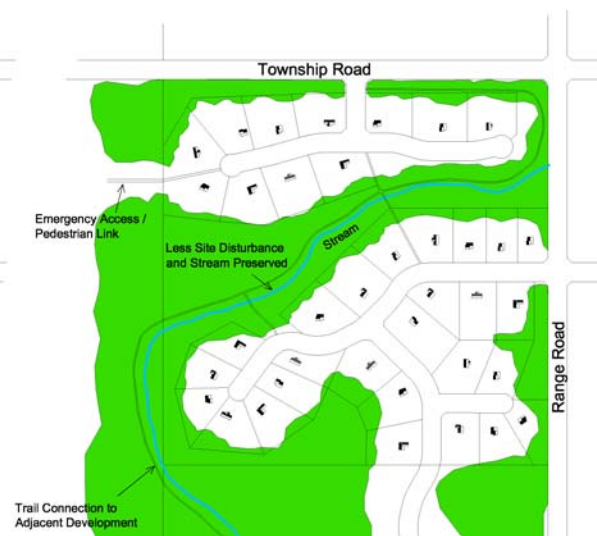 Township Road
Emergency Access /
Pedestrian Link
Less Site Disturbance
and Stream Preserved
Stream
Range Road
Trail Connection to
Adjacent Development